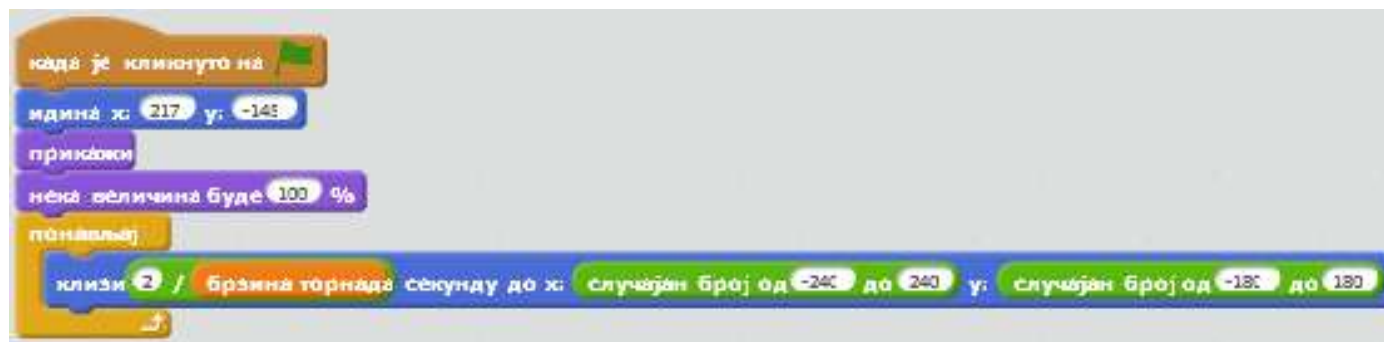 када је кликнуто на
иди на x: 217 y: -145
прикажи
нека величина буде 100 %
понављај
клизи 2 / брзина торнада секунду до x: случајан број од -240 до 240 y: случајан број од -180 до 180